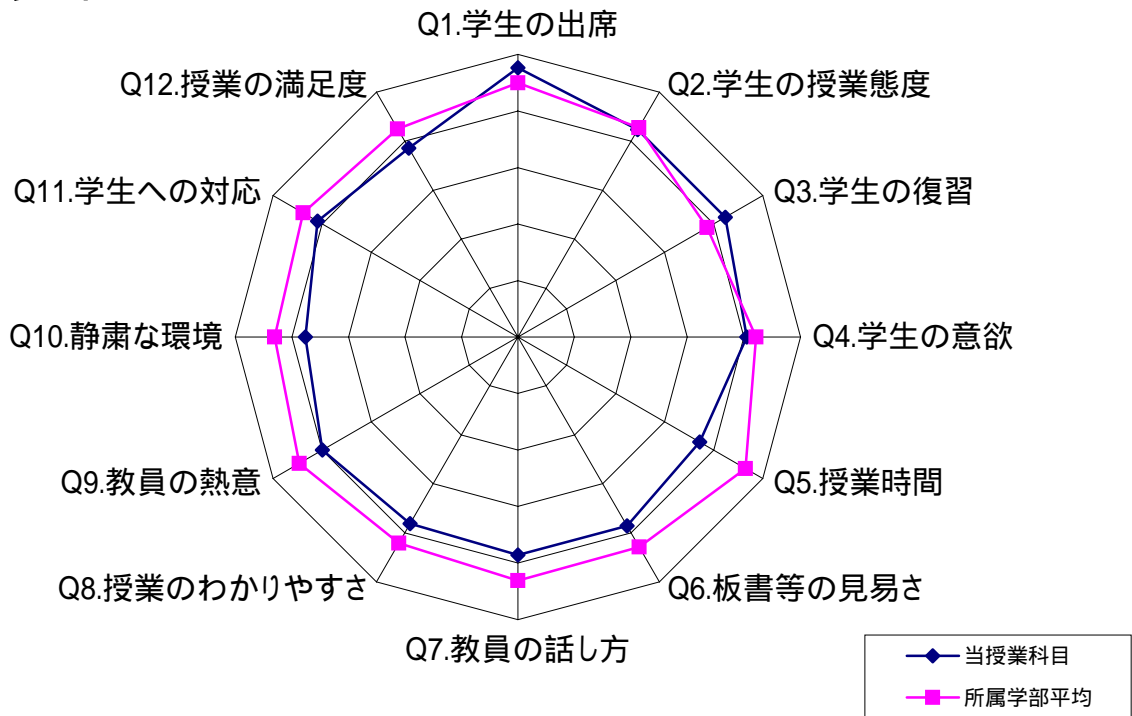 Q1.学生の出席
Q2.学生の授業態度
Q3.学生の復習
Q4.学生の意欲
Q5.授業時間
Q6.板書等の見易さ
Q7.教員の話し方
Q8.授業のわかりやすさ
Q9.教員の熱意
Q10.静粛な環境
Q11.学生への対応
Q12.授業の満足度
当授業科目
所属学部平均